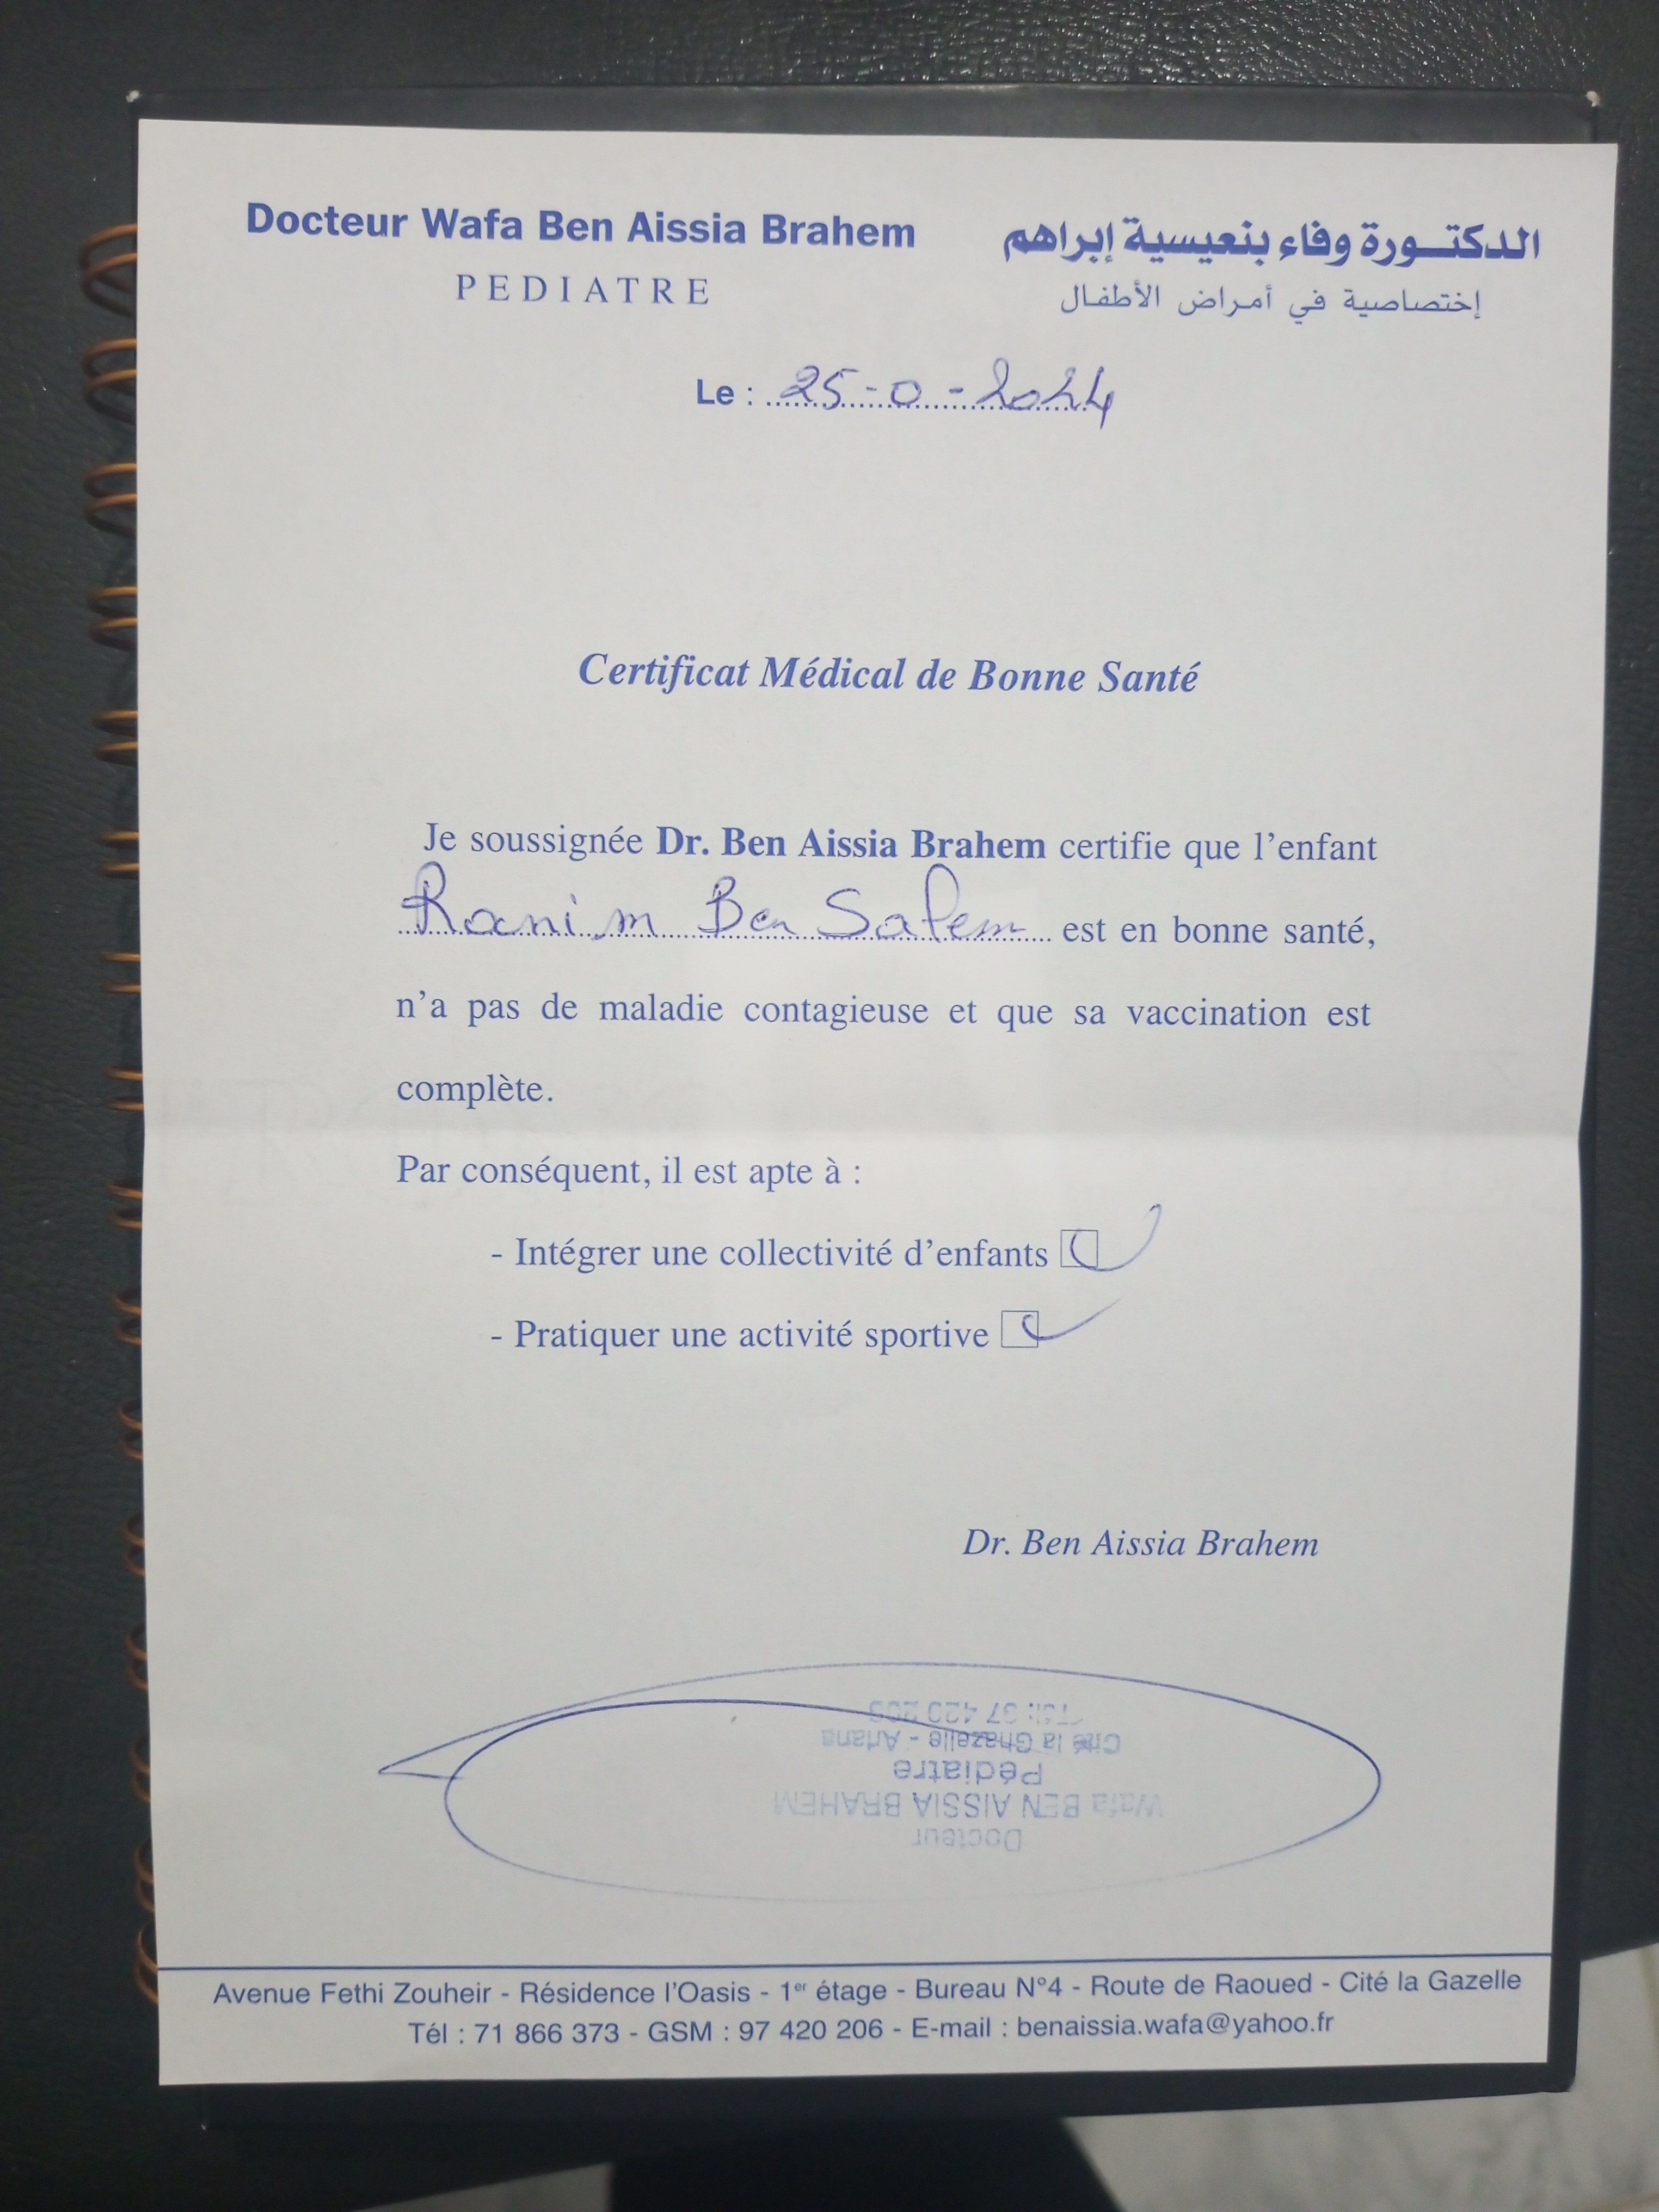 Docteur Wafa Ben Aissia Brahem
PEDIATRE
الدكتورة وفاء بنعيسية إبراهم
إختصاصية في أمراض الأطفال
Le : 25-0-2024
Certificat Médical de Bonne Santé
Je soussignée Dr. Ben Aissia Brahem certifie que l'enfant
Ranim Ben Salem est en bonne santé,
n'a pas de maladie contagieuse et que sa vaccination est
complète.
Par conséquent, il est apte à :
- Intégrer une collectivité d'enfants
- Pratiquer une activité sportive
Dr. Ben Aissia Brahem
Docteur
Wafa BEN AISSIA BRAHEM
Pédiatre
Cité la Ghazelle - Ariana
Tél: 97 420 206
Avenue Fethi Zouheir - Résidence l'Oasis - 1er étage - Bureau N°4 - Route de Raoued - Cité la Gazelle
Tél : 71 866 373 - GSM : 97 420 206 - E-mail : benaissia.wafa@yahoo.fr